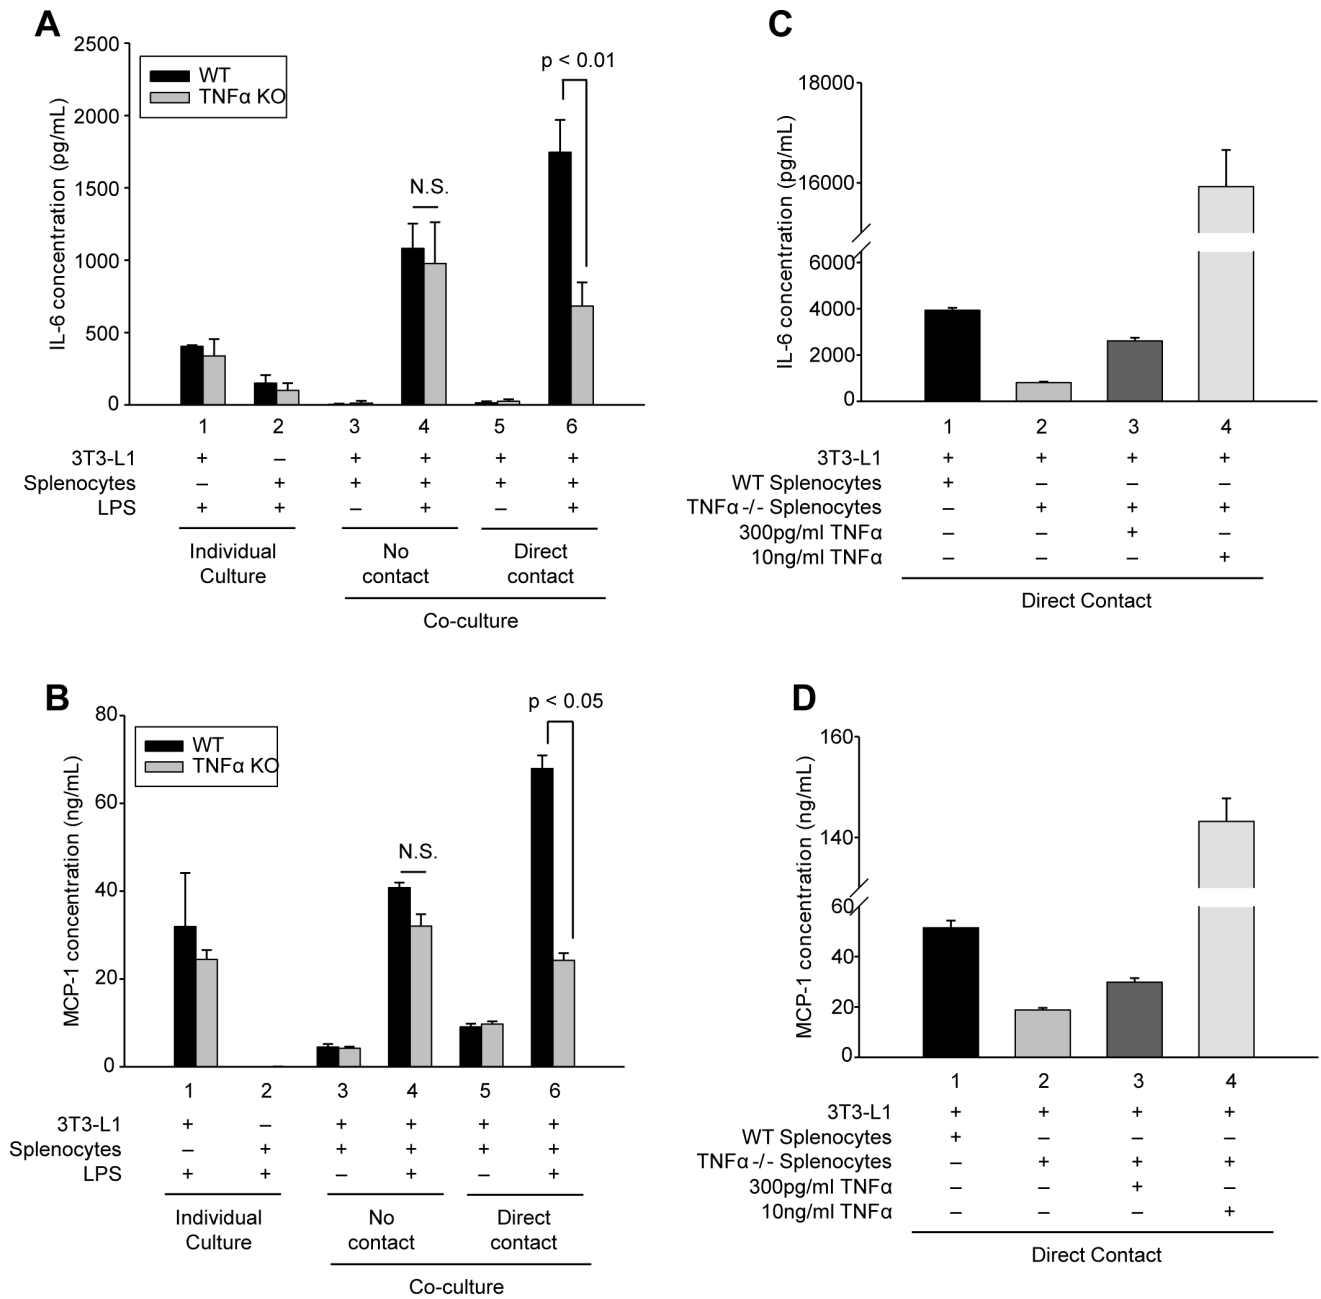 A
2500
2000
1500
1000
500
0
IL-6 concentration (pg/mL)
WT
TNFα KO
N.S.
p < 0.01
1 2 3 4 5 6
3T3-L1 + – + + + +
Splenocytes – + + + + +
LPS + + – + – +
Individual Culture
No contact
Direct contact
Co-culture
C
18000
16000
6000
4000
2000
0
IL-6 concentration (pg/mL)
1 2 3 4
3T3-L1 + + + +
WT Splenocytes + – – –
TNFα -/- Splenocytes – + + +
300pg/ml TNFα – – + –
10ng/ml TNFα – – – +
Direct Contact
B
80
60
40
20
0
MCP-1 concentration (ng/mL)
WT
TNFα KO
N.S.
p < 0.05
1 2 3 4 5 6
3T3-L1 + – + + + +
Splenocytes – + + + + +
LPS + + – + – +
Individual Culture
No contact
Direct contact
Co-culture
D
160
140
60
40
20
0
MCP-1 concentration (ng/mL)
1 2 3 4
3T3-L1 + + + +
WT Splenocytes + – – –
TNFα -/- Splenocytes – + + +
300pg/ml TNFα – – + –
10ng/ml TNFα – – – +
Direct Contact